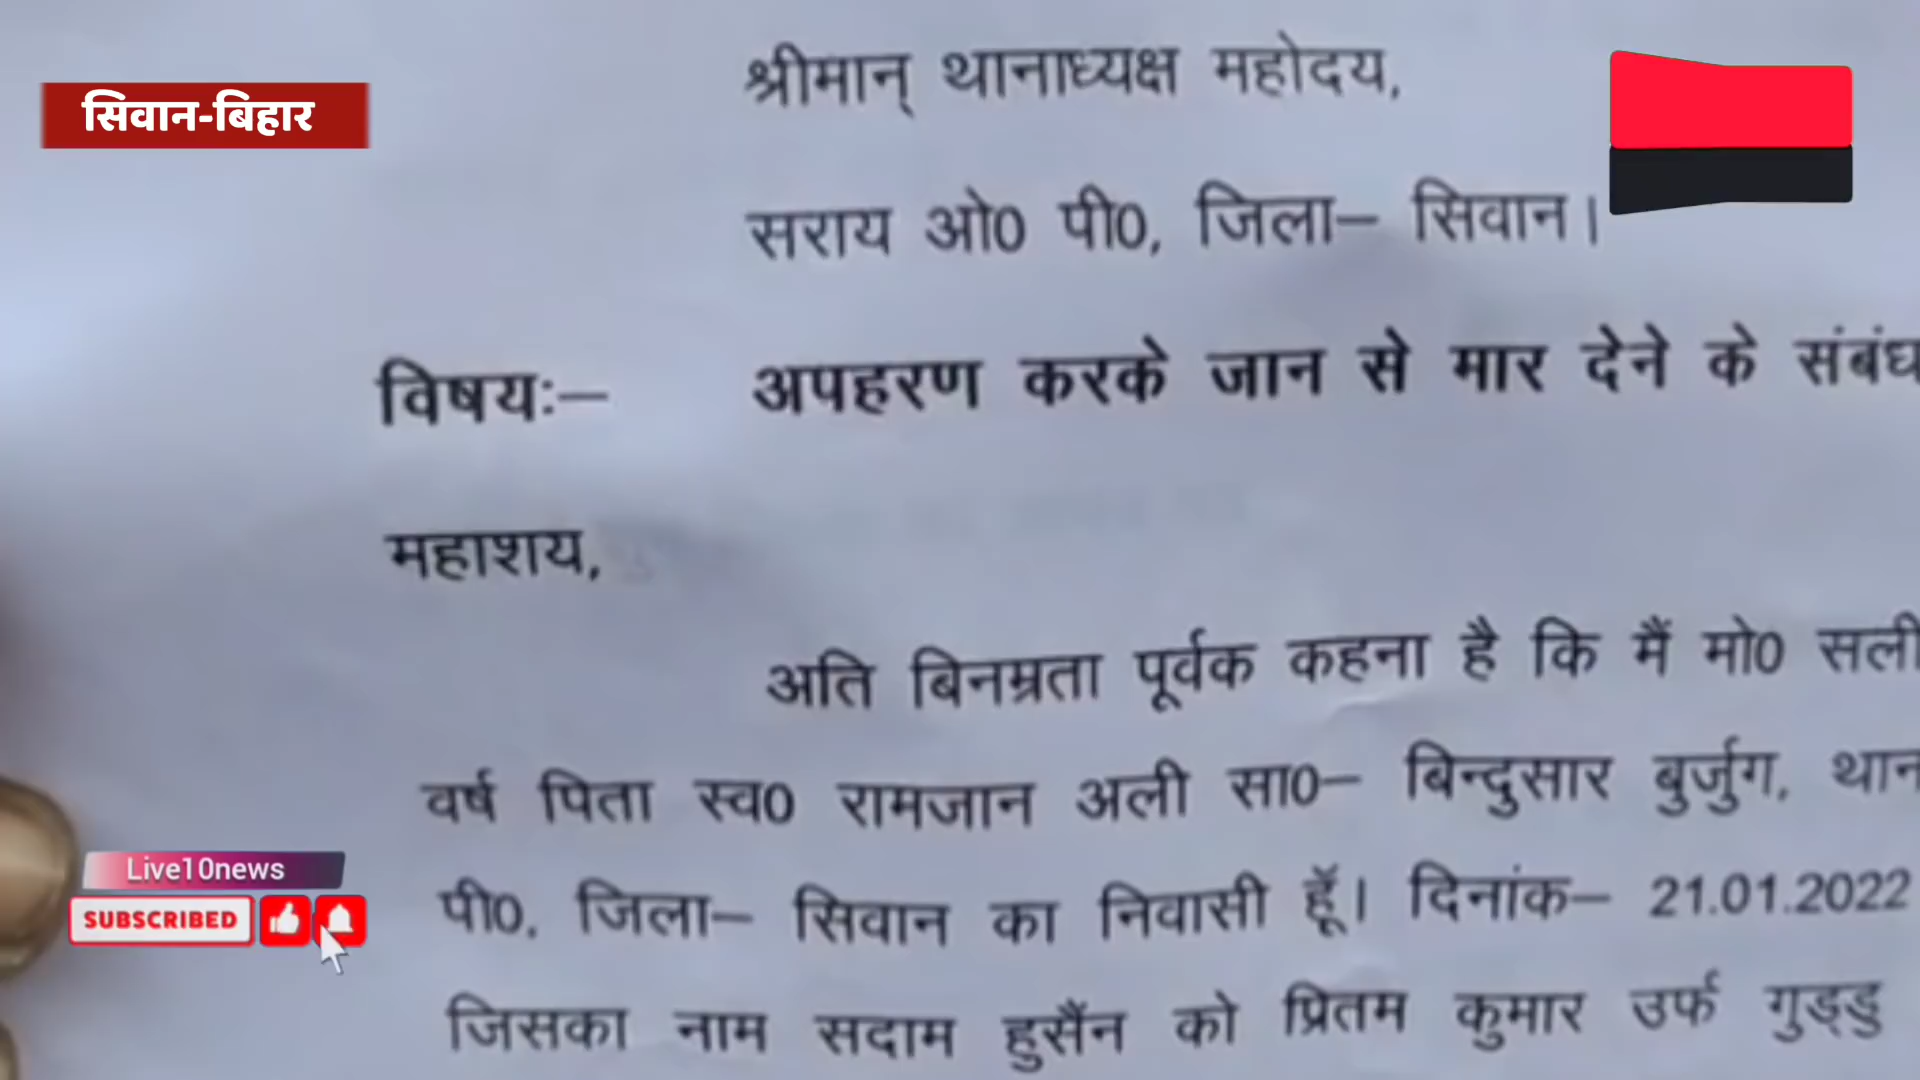 श्रीमान् थानाध्यक्ष महोदय,
सिवान-बिहार
सराय ओ0 पी0, जिला– सिवान।
विषयः– अपहरण करके जान से मार देने के संबंध
महाशय,
अति बिनम्रता पूर्वक कहना है कि मैं मो0 सली
वर्ष पिता स्व0 रामजान अली सा0– बिन्दुसार बुर्जुग, थान
Live10news
SUBSCRIBED
पी0, जिला– सिवान का निवासी हूँ। दिनांक– 21.01.2022
जिसका नाम सदाम हुसैंन को प्रितम कुमार उर्फ गुड्डु